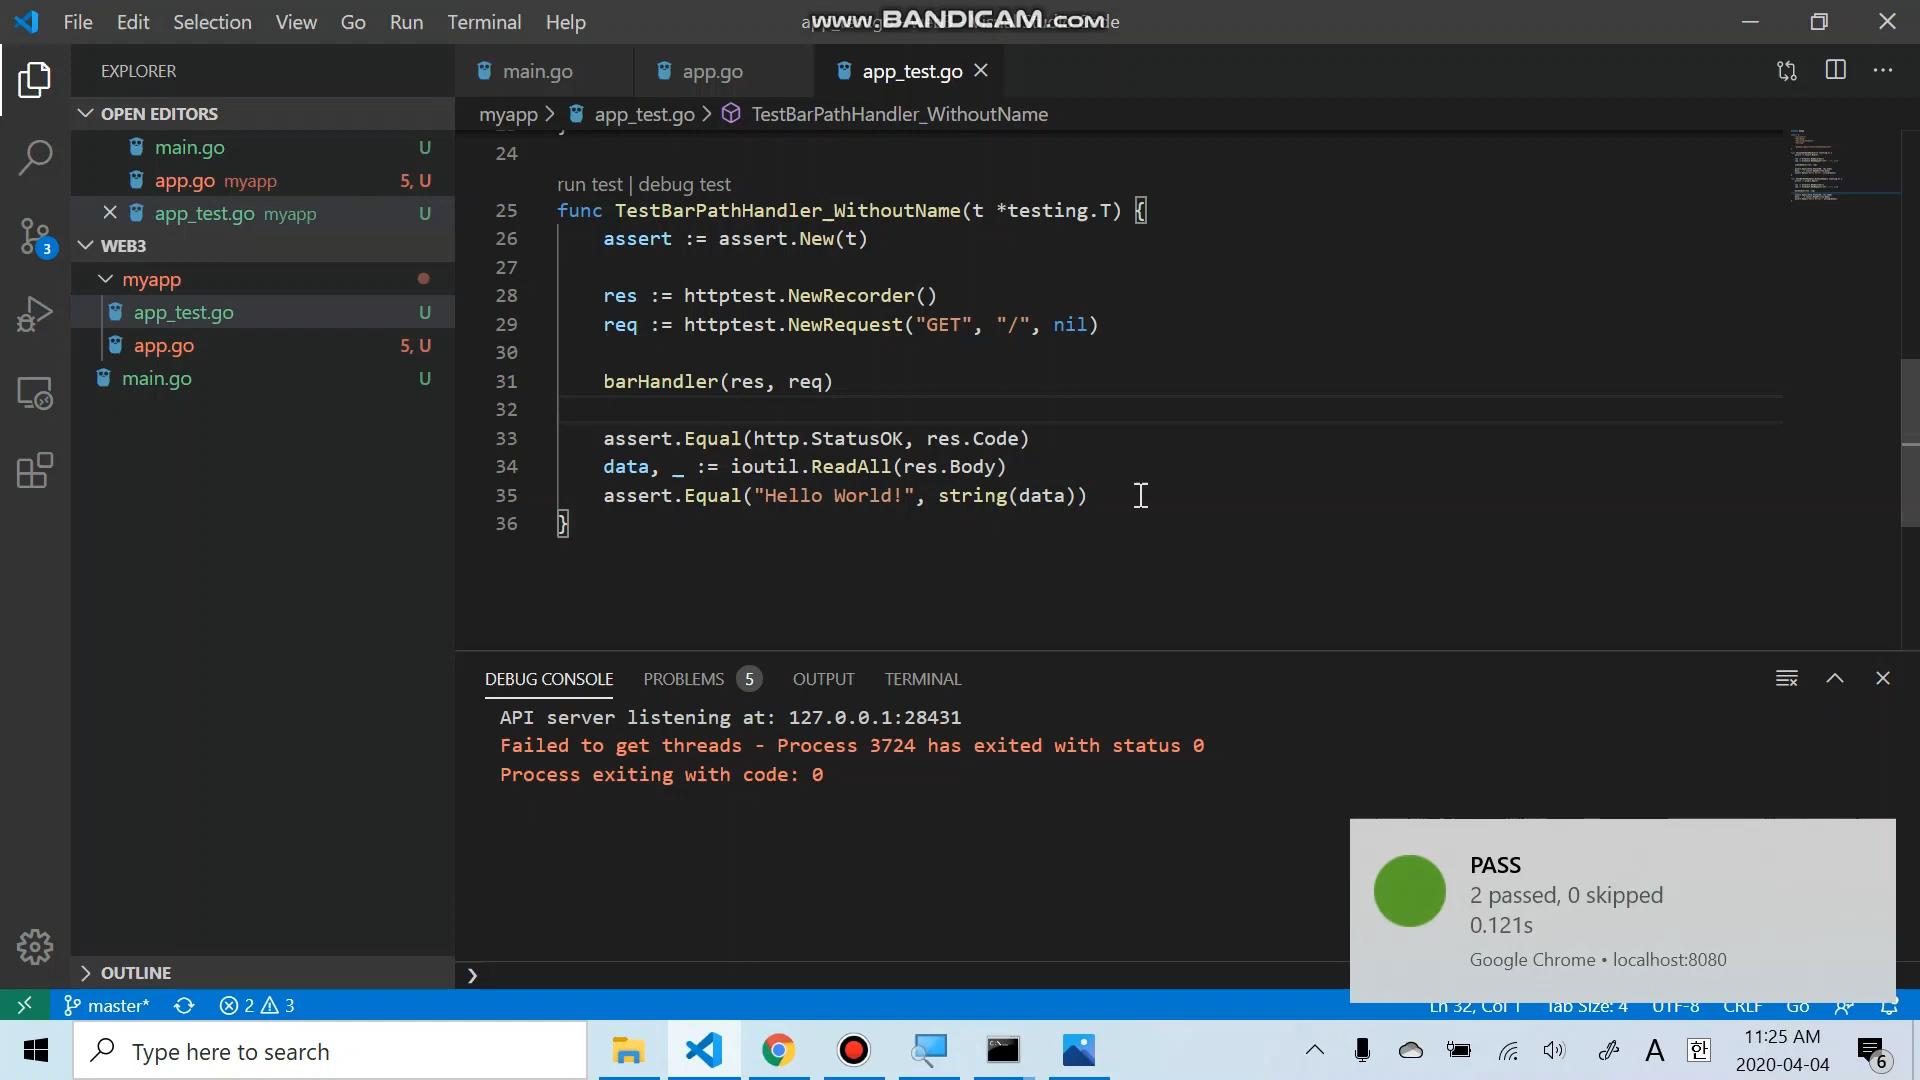 File Edit Selection View Go Run Terminal Help
www.BANDICAM.com
EXPLORER
OPEN EDITORS
main.go U
app.go myapp 5, U
app_test.go myapp U
WEB3
myapp
app_test.go U
app.go 5, U
main.go U
OUTLINE
main.go app.go app_test.go
myapp > app_test.go > TestBarPathHandler_WithoutName
24
run test | debug test
25 func TestBarPathHandler_WithoutName(t *testing.T) {
26 assert := assert.New(t)
27
28 res := httptest.NewRecorder()
29 req := httptest.NewRequest("GET", "/", nil)
30
31 barHandler(res, req)
32
33 assert.Equal(http.StatusOK, res.Code)
34 data, _ := ioutil.ReadAll(res.Body)
35 assert.Equal("Hello World!", string(data))
36 }
DEBUG CONSOLE PROBLEMS 5 OUTPUT TERMINAL
API server listening at: 127.0.0.1:28431
Failed to get threads - Process 3724 has exited with status 0
Process exiting with code: 0
PASS
2 passed, 0 skipped
0.121s
Google Chrome • localhost:8080
3
master* 2 3
Ln 32, Col 1 Tab Size: 4 UTF-8 CRLF Go
Type here to search
A 한
11:25 AM
2020-04-04
6